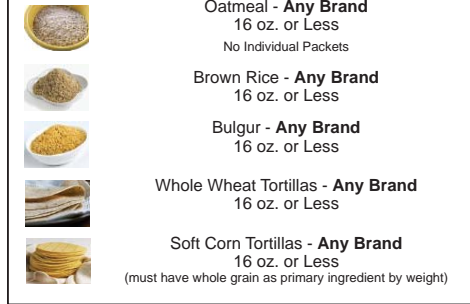 Oatmeal - Any Brand
16 oz. or Less
No Individual Packets
Brown Rice - Any Brand
16 oz. or Less
Bulgur - Any Brand
16 oz. or Less
Whole Wheat Tortillas - Any Brand
16 oz. or Less
Soft Corn Tortillas - Any Brand
16 oz. or Less
(must have whole grain as primary ingredient by weight)